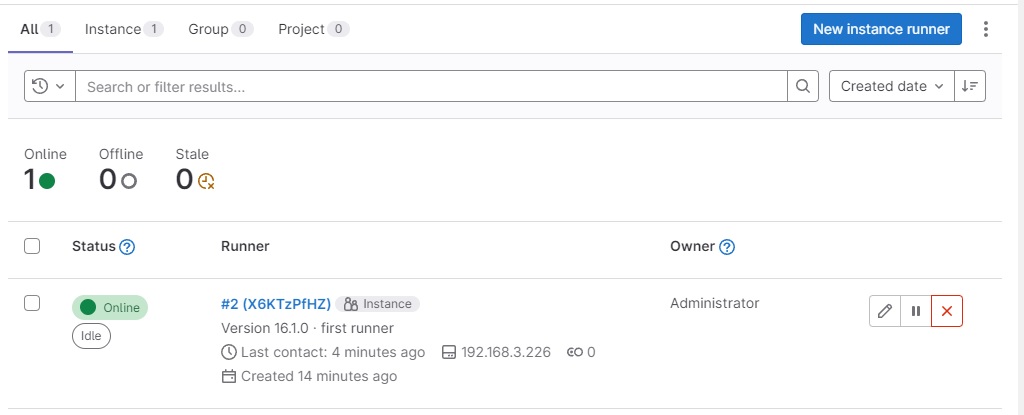 All 1 Instance 1 Group 0 Project 0 New instance runner
Search or filter results... Created date
Online Offline Stale
1 0 0
Status Runner Owner
Online #2 (X6KTzPfHZ) Instance Administrator
Idle Version 16.1.0 · first runner
Last contact: 4 minutes ago 192.168.3.226 0
Created 14 minutes ago